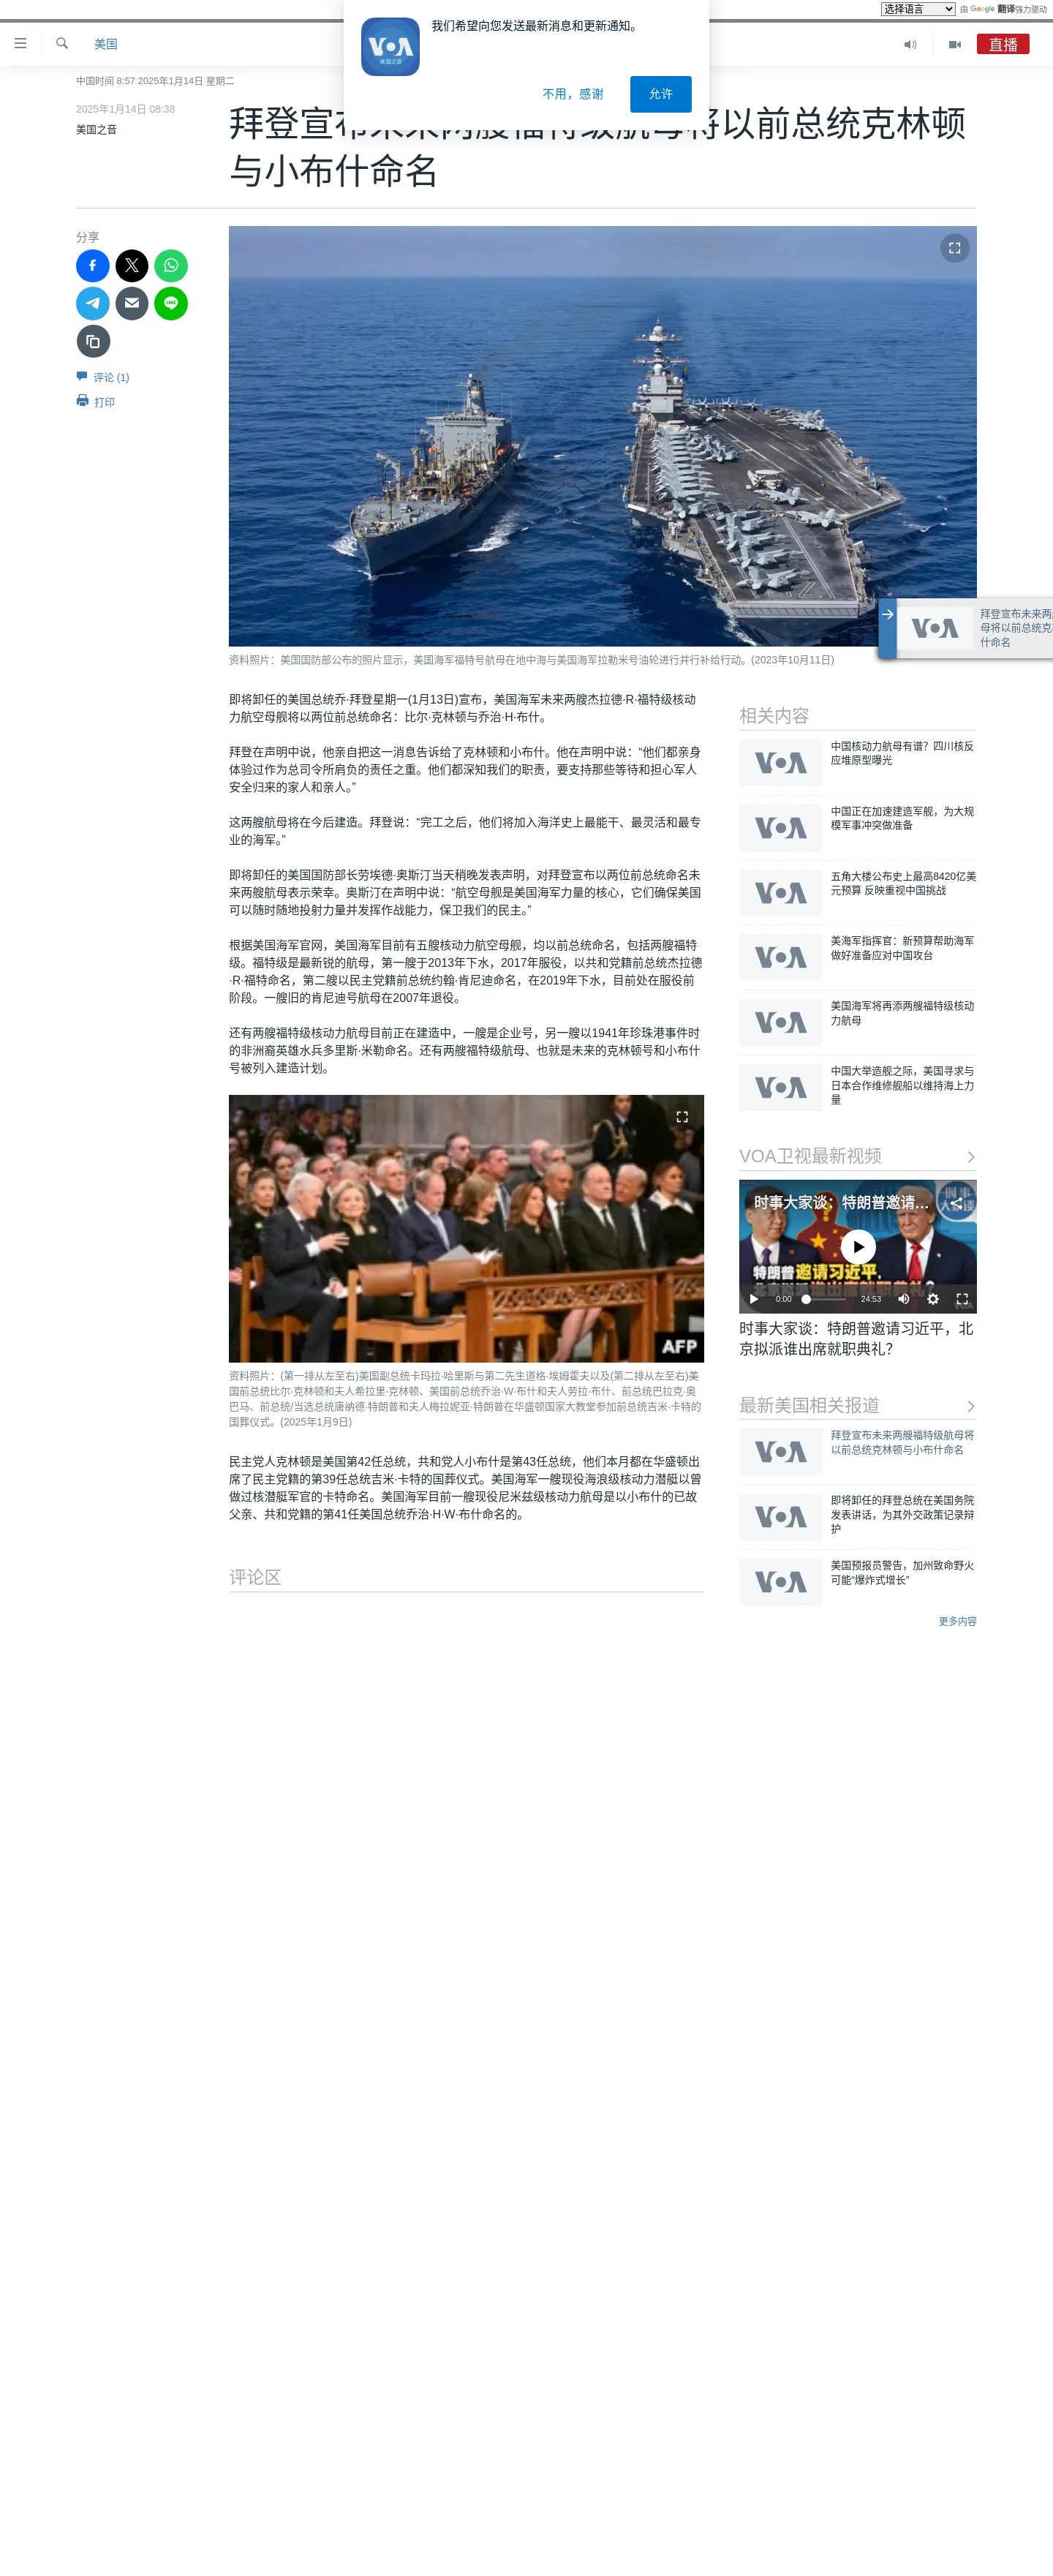 选择语言
由 Google 翻译强力驱动
美国
直播
VOA
美国之音
我们希望向您发送最新消息和更新通知。
不用，感谢
允许
中国时间 8:57 2025年1月14日 星期二
2025年1月14日 08:38
美国之音
拜登宣布未来两艘福特级航母将以前总统克林顿
与小布什命名
分享
评论 (1)
打印
资料照片：美国国防部公布的照片显示，美国海军福特号航母在地中海与美国海军拉勒米号油轮进行并行补给行动。(2023年10月11日)
VOA
拜登宣布未来两
母将以前总统克
什命名
即将卸任的美国总统乔·拜登星期一(1月13日)宣布，美国海军未来两艘杰拉德·R·福特级核动
力航空母舰将以两位前总统命名：比尔·克林顿与乔治·H·布什。
拜登在声明中说，他亲自把这一消息告诉给了克林顿和小布什。他在声明中说：“他们都亲身
体验过作为总司令所肩负的责任之重。他们都深知我们的职责，要支持那些等待和担心军人
安全归来的家人和亲人。”
这两艘航母将在今后建造。拜登说：“完工之后，他们将加入海洋史上最能干、最灵活和最专
业的海军。”
即将卸任的美国国防部长劳埃德·奥斯汀当天稍晚发表声明，对拜登宣布以两位前总统命名未
来两艘航母表示荣幸。奥斯汀在声明中说：“航空母舰是美国海军力量的核心，它们确保美国
可以随时随地投射力量并发挥作战能力，保卫我们的民主。”
根据美国海军官网，美国海军目前有五艘核动力航空母舰，均以前总统命名，包括两艘福特
级。福特级是最新锐的航母，第一艘于2013年下水，2017年服役，以共和党籍前总统杰拉德
·R·福特命名，第二艘以民主党籍前总统约翰·肯尼迪命名，在2019年下水，目前处在服役前
阶段。一艘旧的肯尼迪号航母在2007年退役。
还有两艘福特级核动力航母目前正在建造中，一艘是企业号，另一艘以1941年珍珠港事件时
的非洲裔英雄水兵多里斯·米勒命名。还有两艘福特级航母、也就是未来的克林顿号和小布什
号被列入建造计划。
AFP
资料照片：(第一排从左至右)美国副总统卡玛拉·哈里斯与第二先生道格·埃姆霍夫以及(第二排从左至右)美
国前总统比尔·克林顿和夫人希拉里·克林顿、美国前总统乔治·W·布什和夫人劳拉·布什、前总统巴拉克·奥
巴马、前总统/当选总统唐纳德·特朗普和夫人梅拉妮亚·特朗普在华盛顿国家大教堂参加前总统吉米·卡特的
国葬仪式。(2025年1月9日)
民主党人克林顿是美国第42任总统，共和党人小布什是第43任总统，他们本月都在华盛顿出
席了民主党籍的第39任总统吉米·卡特的国葬仪式。美国海军一艘现役海浪级核动力潜艇以曾
做过核潜艇军官的卡特命名。美国海军目前一艘现役尼米兹级核动力航母是以小布什的已故
父亲、共和党籍的第41任美国总统乔治·H·W·布什命名的。
评论区
相关内容
VOA
中国核动力航母有谱？四川核反
应堆原型曝光
VOA
中国正在加速建造军舰，为大规
模军事冲突做准备
VOA
五角大楼公布史上最高8420亿美
元预算 反映重视中国挑战
VOA
美海军指挥官：新预算帮助海军
做好准备应对中国攻台
VOA
美国海军将再添两艘福特级核动
力航母
VOA
中国大举造舰之际，美国寻求与
日本合作维修舰船以维持海上力
量
VOA卫视最新视频
时事大家谈：特朗普邀请…
特朗普邀请习近平，
0:00
24:53
时事大家谈：特朗普邀请习近平，北
京拟派谁出席就职典礼？
最新美国相关报道
VOA
拜登宣布未来两艘福特级航母将
以前总统克林顿与小布什命名
VOA
即将卸任的拜登总统在美国务院
发表讲话，为其外交政策记录辩
护
VOA
美国预报员警告，加州致命野火
可能“爆炸式增长”
更多内容